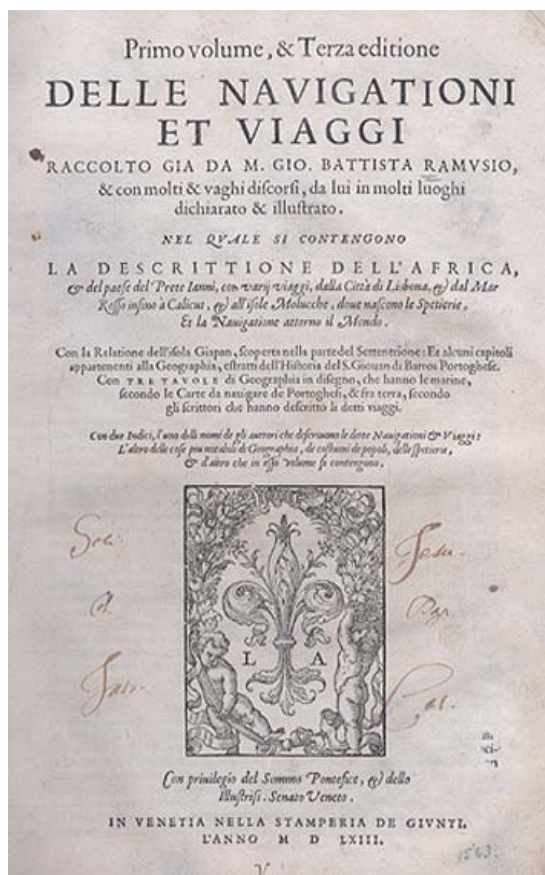 Primo volume, & Terza editione
DELLE NAVIGATIONI
ET VIAGGI
RACCOLTO GIA DA M. GIO. BATTISTA RAMVSIO,
& con molti & vaghi discorsi, da lui in molti luoghi
dichiarato & illustrato.
NEL QVALE SI CONTENGONO
LA DESCRITTIONE DELL'AFRICA,
& del paese del Prete Ianni, con varij viaggi, dalla Città di Lisbona, & dal Mar
Rosso infino à Calicut, & all'isole Molucche, doue nascono le Spetierie,
Et la Nauigatione attorno il Mondo.
Con la Relatione dell'isola Giapan, scoperta nella parte del Settentrione: Et alcuni capitoli
appartenenti alla Geographia, estratti dell'Historia del S. Giouan di Barros Portoghese.
Con TRE TAVOLE di Geographia in disegno, che hanno le marine,
secondo le Carte da nauigare de Portoghesi, & fra terra, secondo
gli scrittori che hanno descritto li detti viaggi.
Con due Indici, l'uno delli nomi de gli auttori che descriuono le dette Nauigationi & Viaggi:
L'altro delle cose piu notabili di Geographia, de costumi de popoli, delle spetierie,
& d'altro che in esso volume si contengono.
L A
Con priuilegio del Sommo Pontefice, & dello
Illustriss. Senato Veneto.
IN VENETIA NELLA STAMPERIA DE GIVNTI.
L'ANNO M D LXIII.
1563.